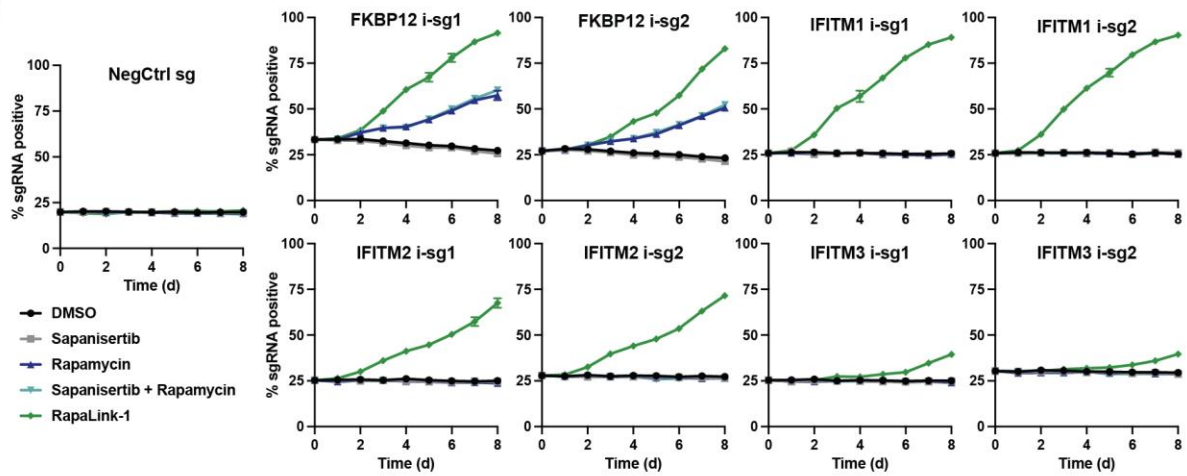 NegCtrl sg
% sgRNA positive
100
75
50
25
0
0 2 4 6 8
Time (d)
DMSO
Sapanisertib
Rapamycin
Sapanisertib + Rapamycin
RapaLink-1
FKBP12 i-sg1
% sgRNA positive
100
75
50
25
0
0 2 4 6 8
FKBP12 i-sg2
100
75
50
25
0
0 2 4 6 8
IFITM1 i-sg1
100
75
50
25
0
0 2 4 6 8
IFITM1 i-sg2
100
75
50
25
0
0 2 4 6 8
IFITM2 i-sg1
% sgRNA positive
100
75
50
25
0
0 2 4 6 8
Time (d)
IFITM2 i-sg2
100
75
50
25
0
0 2 4 6 8
Time (d)
IFITM3 i-sg1
100
75
50
25
0
0 2 4 6 8
Time (d)
IFITM3 i-sg2
100
75
50
25
0
0 2 4 6 8
Time (d)